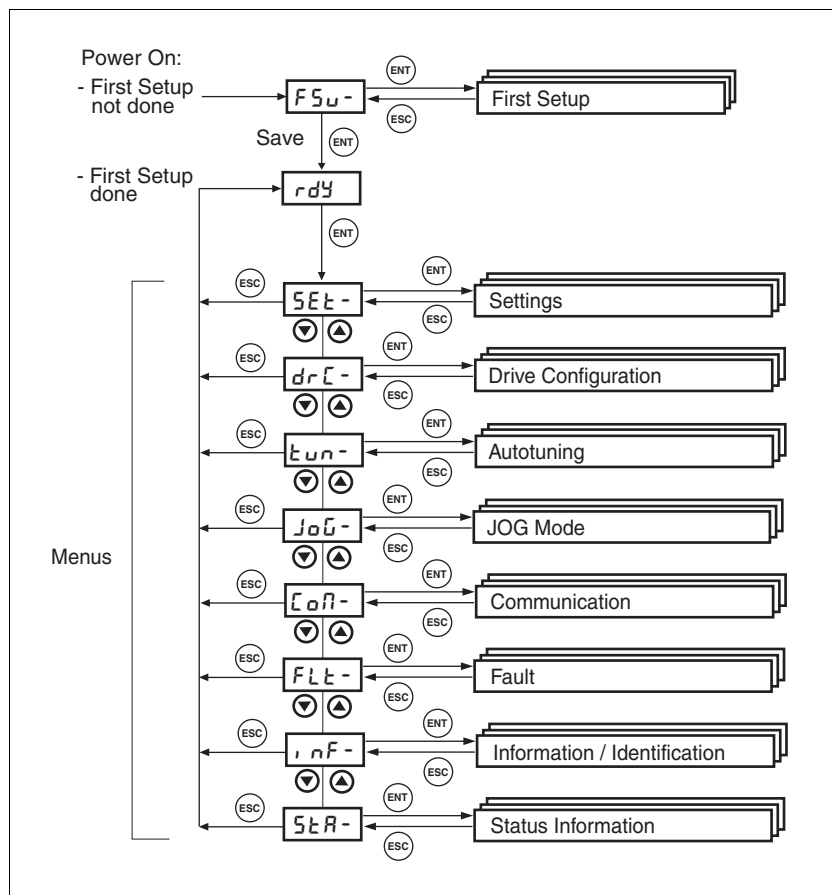 Power On:
- First Setup
not done
FSu-
ENT
ESC
First Setup
Save
ENT
- First Setup
done
rdY
ENT
Menus
ESC
SEt-
ENT
ESC
Settings
ESC
drC-
ENT
ESC
Drive Configuration
ESC
tun-
ENT
ESC
Autotuning
ESC
JoG-
ENT
ESC
JOG Mode
ESC
CoM-
ENT
ESC
Communication
ESC
FLt-
ENT
ESC
Fault
ESC
inF-
ENT
ESC
Information / Identification
ESC
StA-
ENT
ESC
Status Information